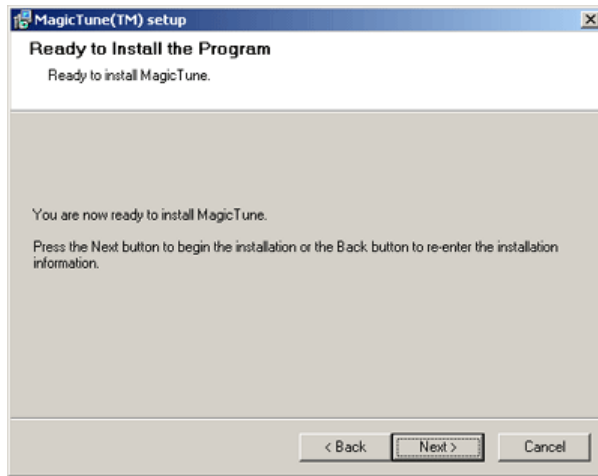 MagicTune(TM) setup
Ready to Install the Program
Ready to install MagicTune.
You are now ready to install MagicTune.
Press the Next button to begin the installation or the Back button to re-enter the installation
information.
< Back
Next >
Cancel